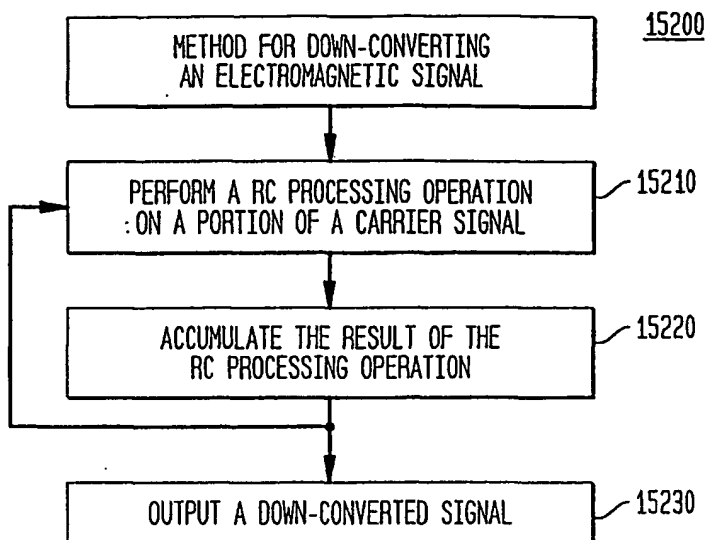 15200
METHOD FOR DOWN-CONVERTING
AN ELECTROMAGNETIC SIGNAL
PERFORM A RC PROCESSING OPERATION
ON A PORTION OF A CARRIER SIGNAL
15210
ACCUMULATE THE RESULT OF THE
RC PROCESSING OPERATION
15220
OUTPUT A DOWN-CONVERTED SIGNAL
15230